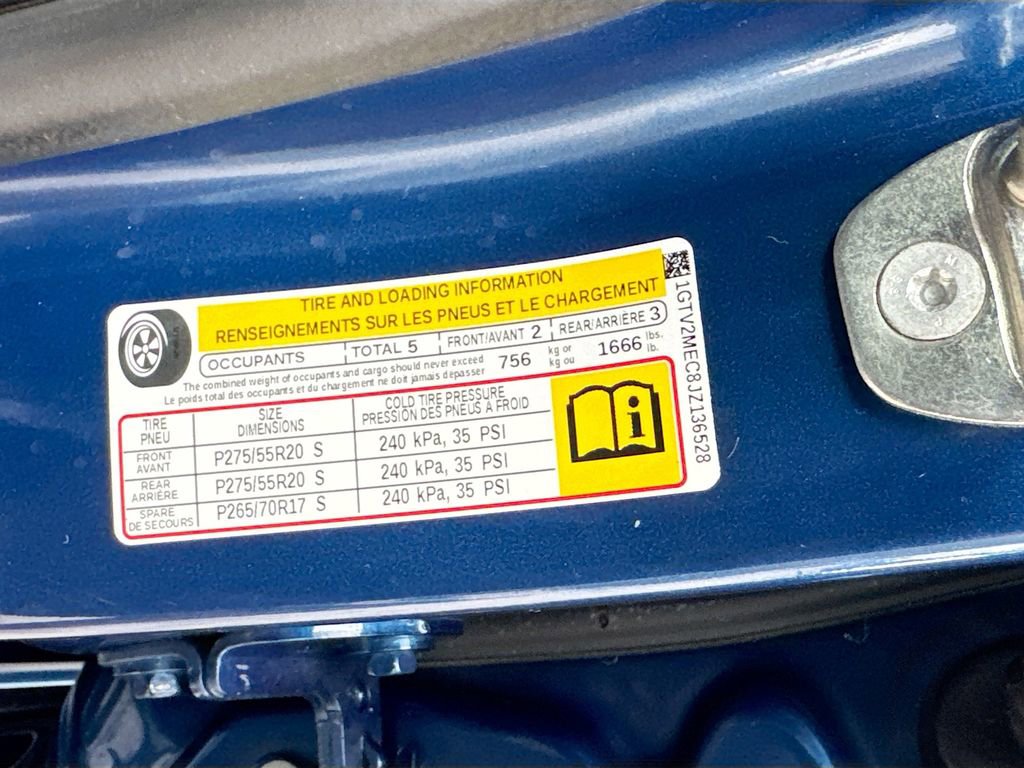 TIRE AND LOADING INFORMATION
RENSEIGNEMENTS SUR LES PNEUS ET LE CHARGEMENT
OCCUPANTS TOTAL 5 FRONT/AVANT 2 REAR/ARRIÈRE 3
The combined weight of occupants and cargo should never exceed 756 kg or 1666 lbs.
Le poids total des occupants et du chargement ne doit jamais dépasser kg ou lb.
TIRE PNEU SIZE DIMENSIONS COLD TIRE PRESSURE PRESSION DES PNEUS A FROID
FRONT AVANT P275/55R20 S 240 kPa, 35 PSI
REAR ARRIÈRE P275/55R20 S 240 kPa, 35 PSI
SPARE DE SECOURS P265/70R17 S 240 kPa, 35 PSI
1GTV2MEC8JZ136528